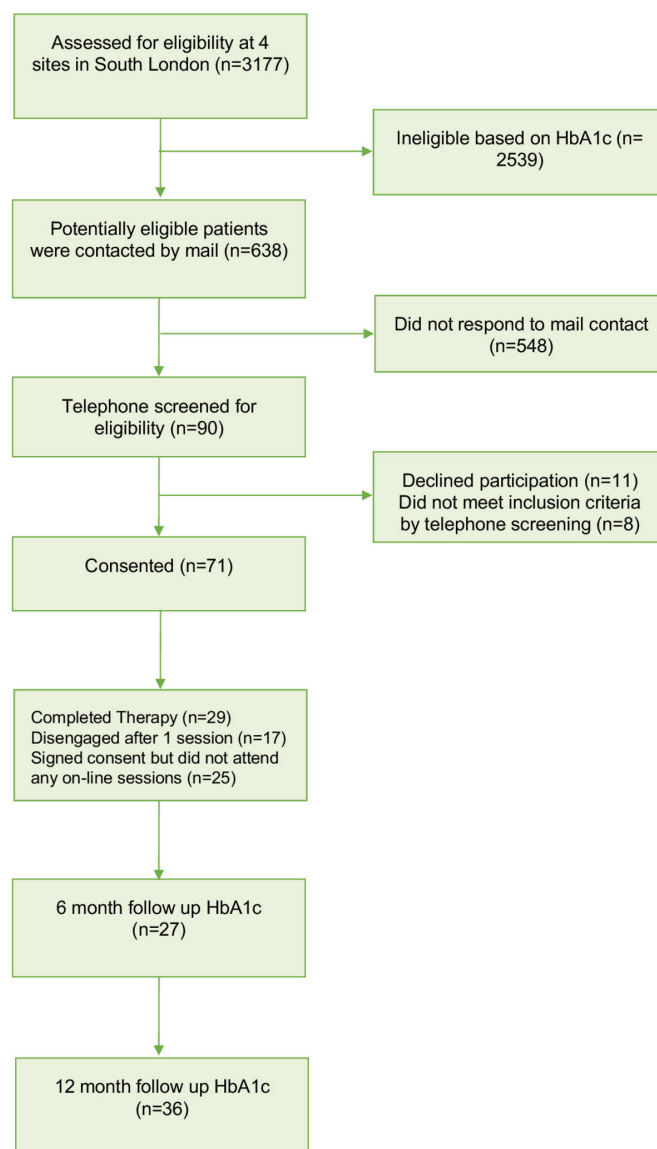 Assessed for eligibility at 4
sites in South London (n=3177)
Ineligible based on HbA1c (n=
2539)
Potentially eligible patients
were contacted by mail (n=638)
Did not respond to mail contact
(n=548)
Telephone screened for
eligibility (n=90)
Declined participation (n=11)
Did not meet inclusion criteria
by telephone screening (n=8)
Consented (n=71)
Completed Therapy (n=29)
Disengaged after 1 session (n=17)
Signed consent but did not attend
any on-line sessions (n=25)
6 month follow up HbA1c
(n=27)
12 month follow up HbA1c
(n=36)